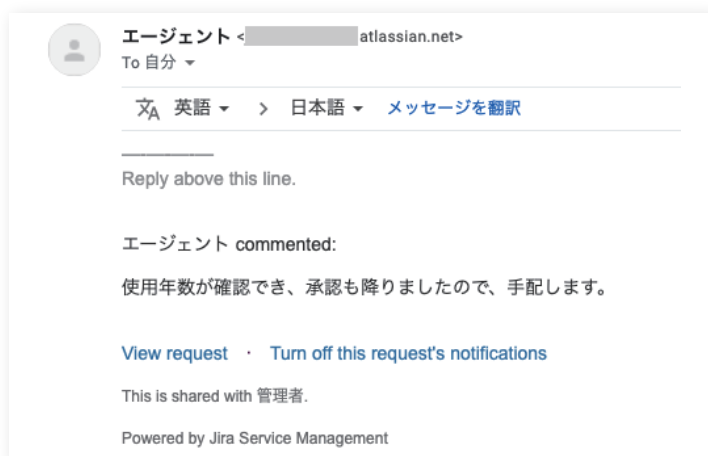 エージェント < atlassian.net>
To 自分
英語 > 日本語 メッセージを翻訳
Reply above this line.
エージェント commented:
使用年数が確認でき、承認も降りましたので、手配します。
View request · Turn off this request's notifications
This is shared with 管理者.
Powered by Jira Service Management